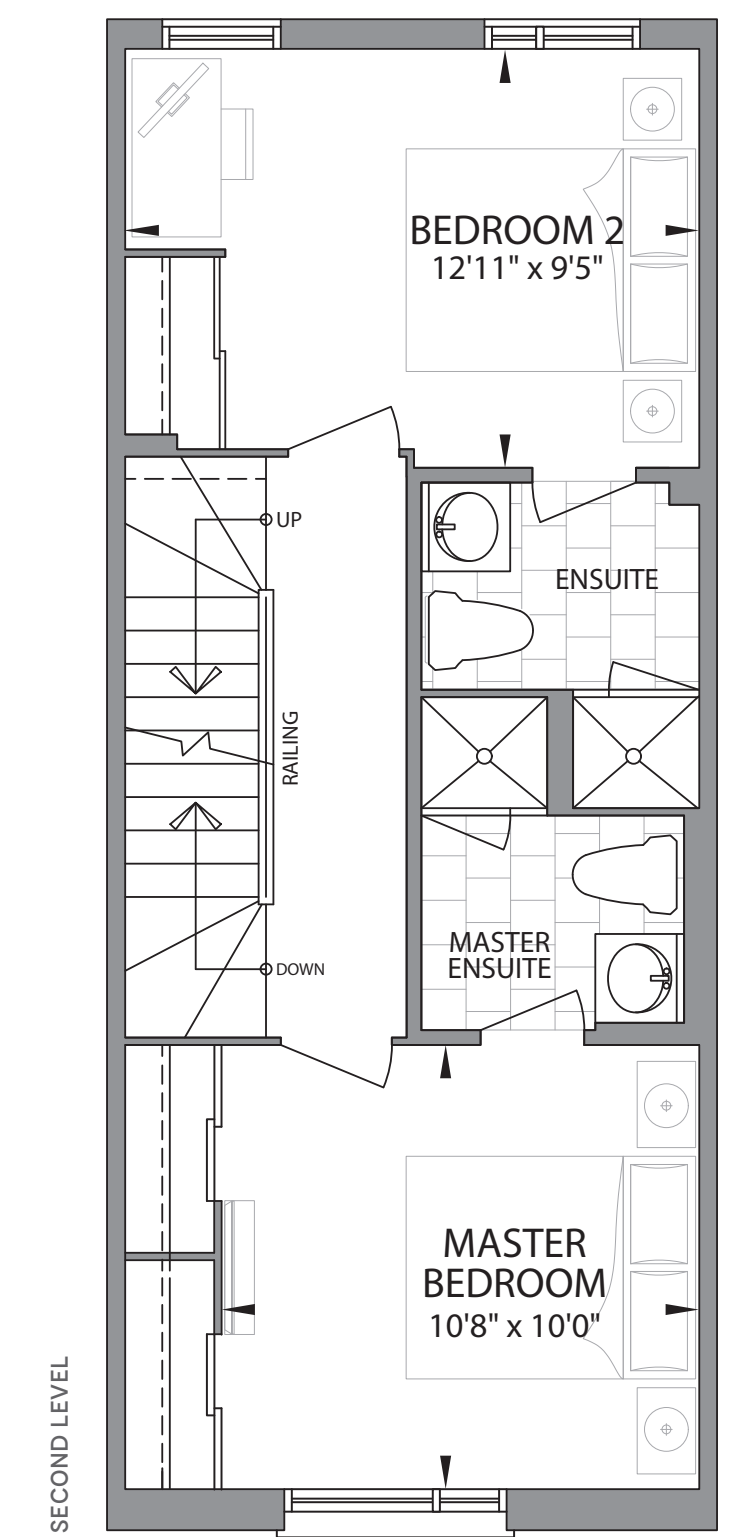 BEDROOM 2
12'11" x 9'5"
UP
ENSUITE
RAILING
MASTER
ENSUITE
DOWN
MASTER
BEDROOM
10'8" x 10'0"
SECOND LEVEL